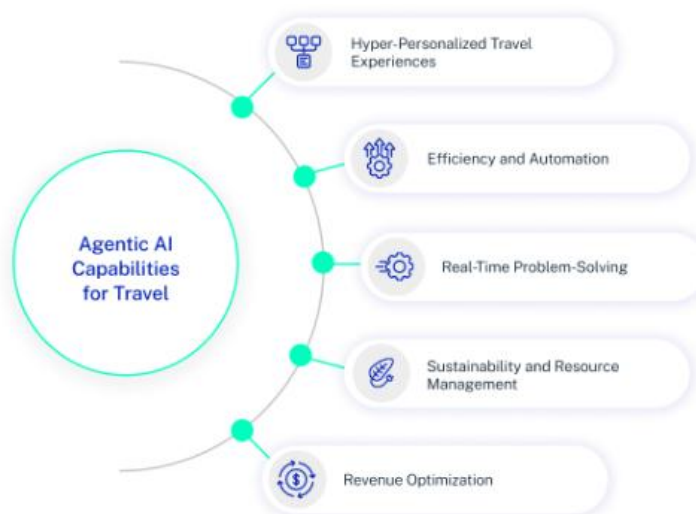 Agentic AI
Capabilities
for Travel
Hyper-Personalized Travel
Experiences
Efficiency and Automation
Real-Time Problem-Solving
Sustainability and Resource
Management
Revenue Optimization